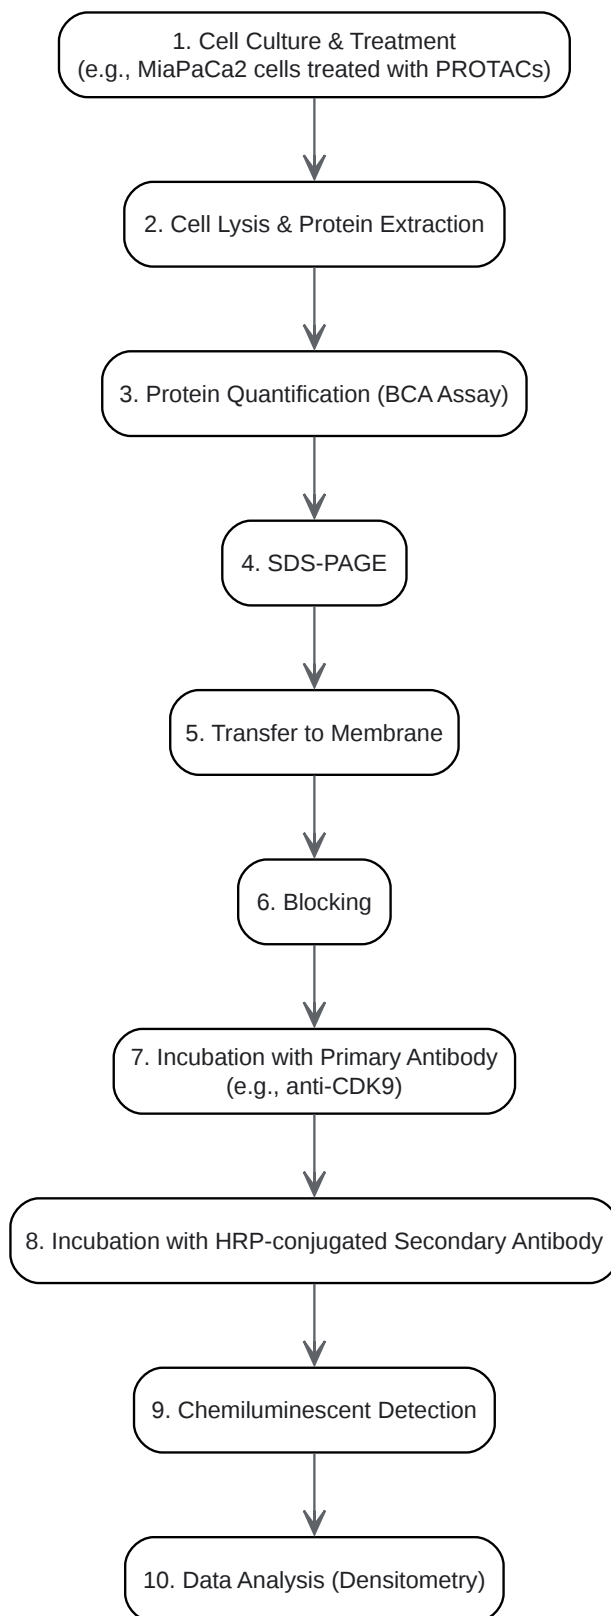 1. Cell Culture & Treatment
(e.g., MiaPaCa2 cells treated with PROTACs)
2. Cell Lysis & Protein Extraction
3. Protein Quantification (BCA Assay)
4. SDS-PAGE
5. Transfer to Membrane
6. Blocking
7. Incubation with Primary Antibody
(e.g., anti-CDK9)
8. Incubation with HRP-conjugated Secondary Antibody
9. Chemiluminescent Detection
10. Data Analysis (Densitometry)